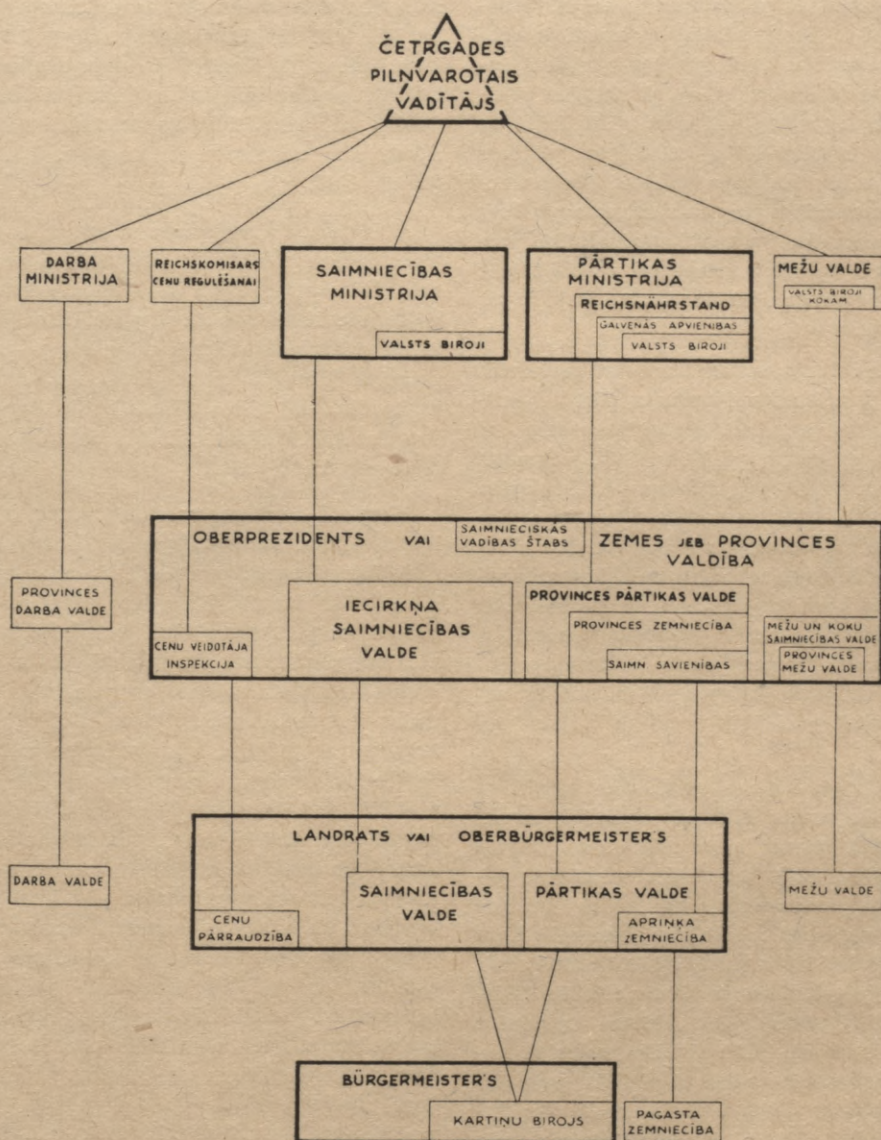 ČETRGADES
PILNVAROTAIS
VADĪTĀJS
DARBA
MINISTRIJA
REICHSKOMISARS
CENU REGULĒŠANAI
SAIMNIECĪBAS
MINISTRIJA
VALSTS BIROJI
PĀRTIKAS
MINISTRIJA
REICHSNÄHRSTAND
GALVENĀS APVIENĪBAS
VALSTS BIROJI
MEŽU VALDE
VALSTS BIROJI
KOKAM
OBERPREZIDENTS VAI
SAIMNIECISKĀS
VADĪBAS ŠTABS
ZEMES JEB PROVINCES
VALDĪBA
PROVINCES
DARBA VALDE
CENU VEIDOTĀJA
INSPEKCIJA
IECIRKŅA
SAIMNIECĪBAS
VALDE
PROVINCES PĀRTIKAS VALDE
PROVINCES ZEMNIECĪBA
SAIMN SAVIENĪBAS
MEŽU UN KOKU
SAIMNIECĪBAS VALDE
PROVINCES
MEŽU VALDE
LANDRATS VAI OBERBÜRGERMEISTER'S
DARBA VALDE
CENU
PĀRRAUDZĪBA
SAIMNIECĪBAS
VALDE
PĀRTIKAS VALDE
APRIŅĶA
ZEMNIECĪBA
MEŽU VALDE
BÜRGERMEISTER'S
KARTIŅU BIROJS
PAGASTA
ZEMNIECĪBA